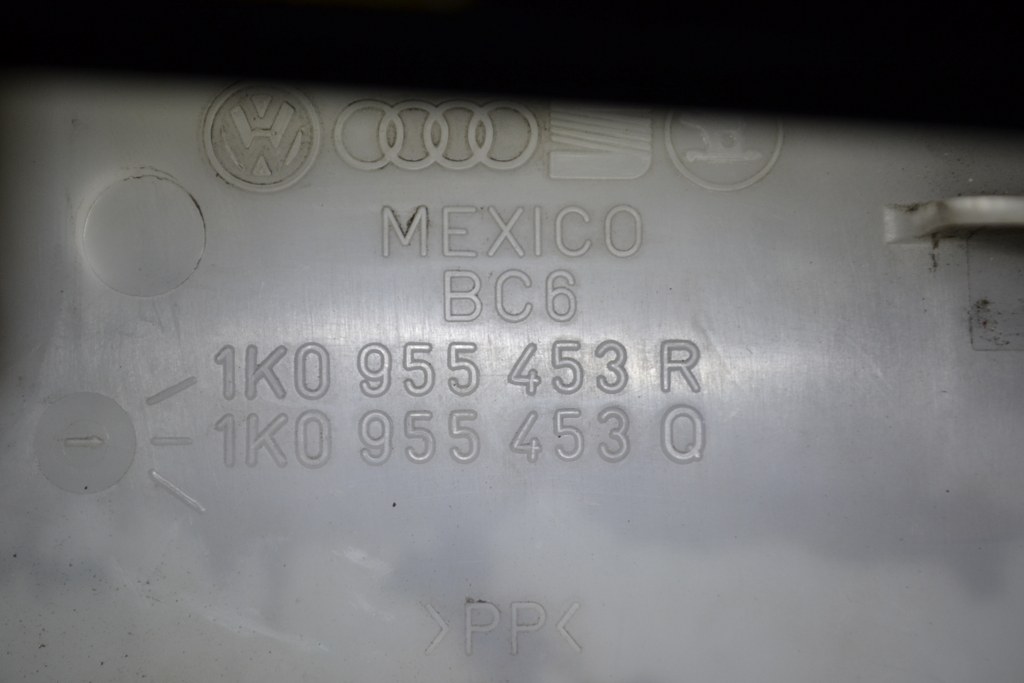 MEXICO
BC6
1K0 955 453 R
1K0 955 453 Q
>PP<